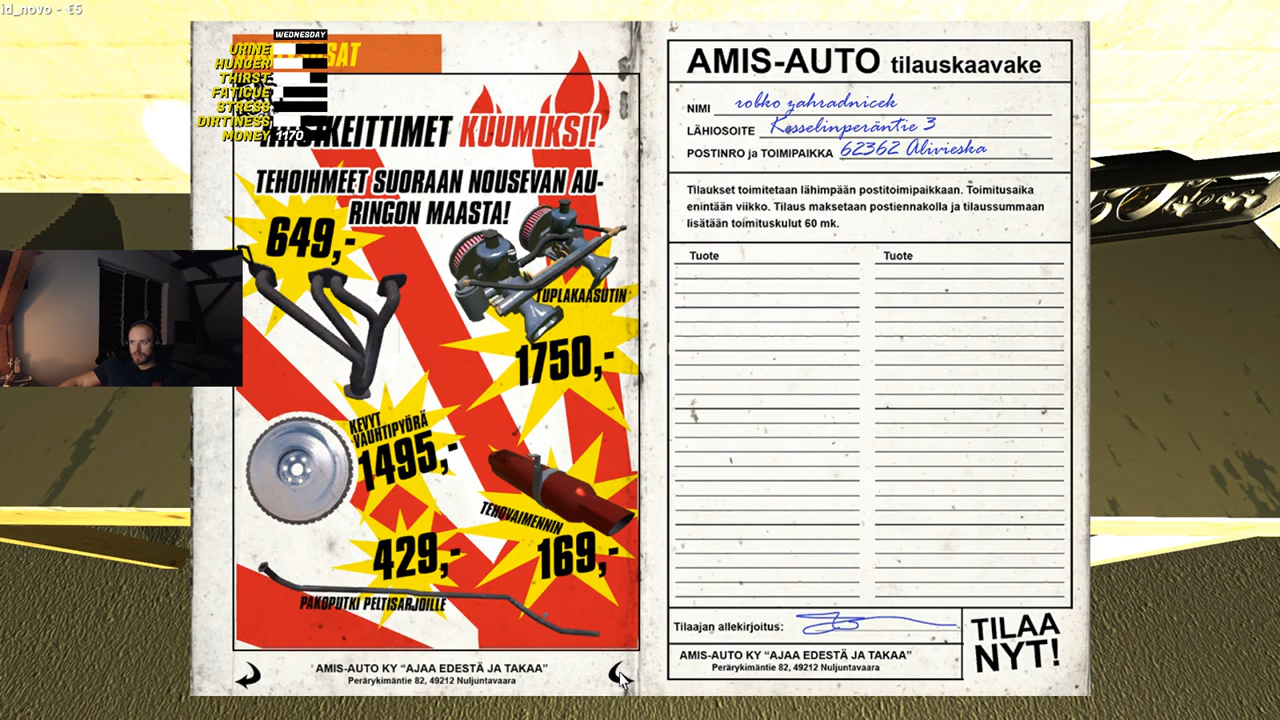 id_novo - €5
WEDNESDAY
URINE
HUNGER
THIRST
FATIGUE
STRESS
DIRTINESS
MONEY 1170
KUUMIKSI!
TEHOIHMEET SUORAAN NOUSEVAN AU-
RINGON MAASTA!
649,-
TUPLAKAASUTIN
1750,-
KEVYT
VAUHTIPYÖRÄ
1495,-
TEHOVAIMENNIN
169,-
429,-
PAKOPUTKI PELTISARJOILLE
AMIS-AUTO KY “AJAA EDESTÄ JA TAKAA”
Perärykimäntie 82, 49212 Nuljuntavaara
AMIS-AUTO tilauskaavake
NIMI robko zahradnicek
LÄHIOSOITE Kesselinperäntie 3
POSTINRO ja TOIMIPAIKKA 62362 Alivieska
Tilaukset toimitetaan lähimpään postitoimipaikkaan. Toimitusaika
enintään viikko. Tilaus maksetaan postiennakolla ja tilaussummaan
lisätään toimituskulut 60 mk.
Tuote Tuote
Tilaajan allekirjoitus:
TILAA
NYT!
AMIS-AUTO KY “AJAA EDESTÄ JA TAKAA”
Perärykimäntie 82, 49212 Nuljuntavaara